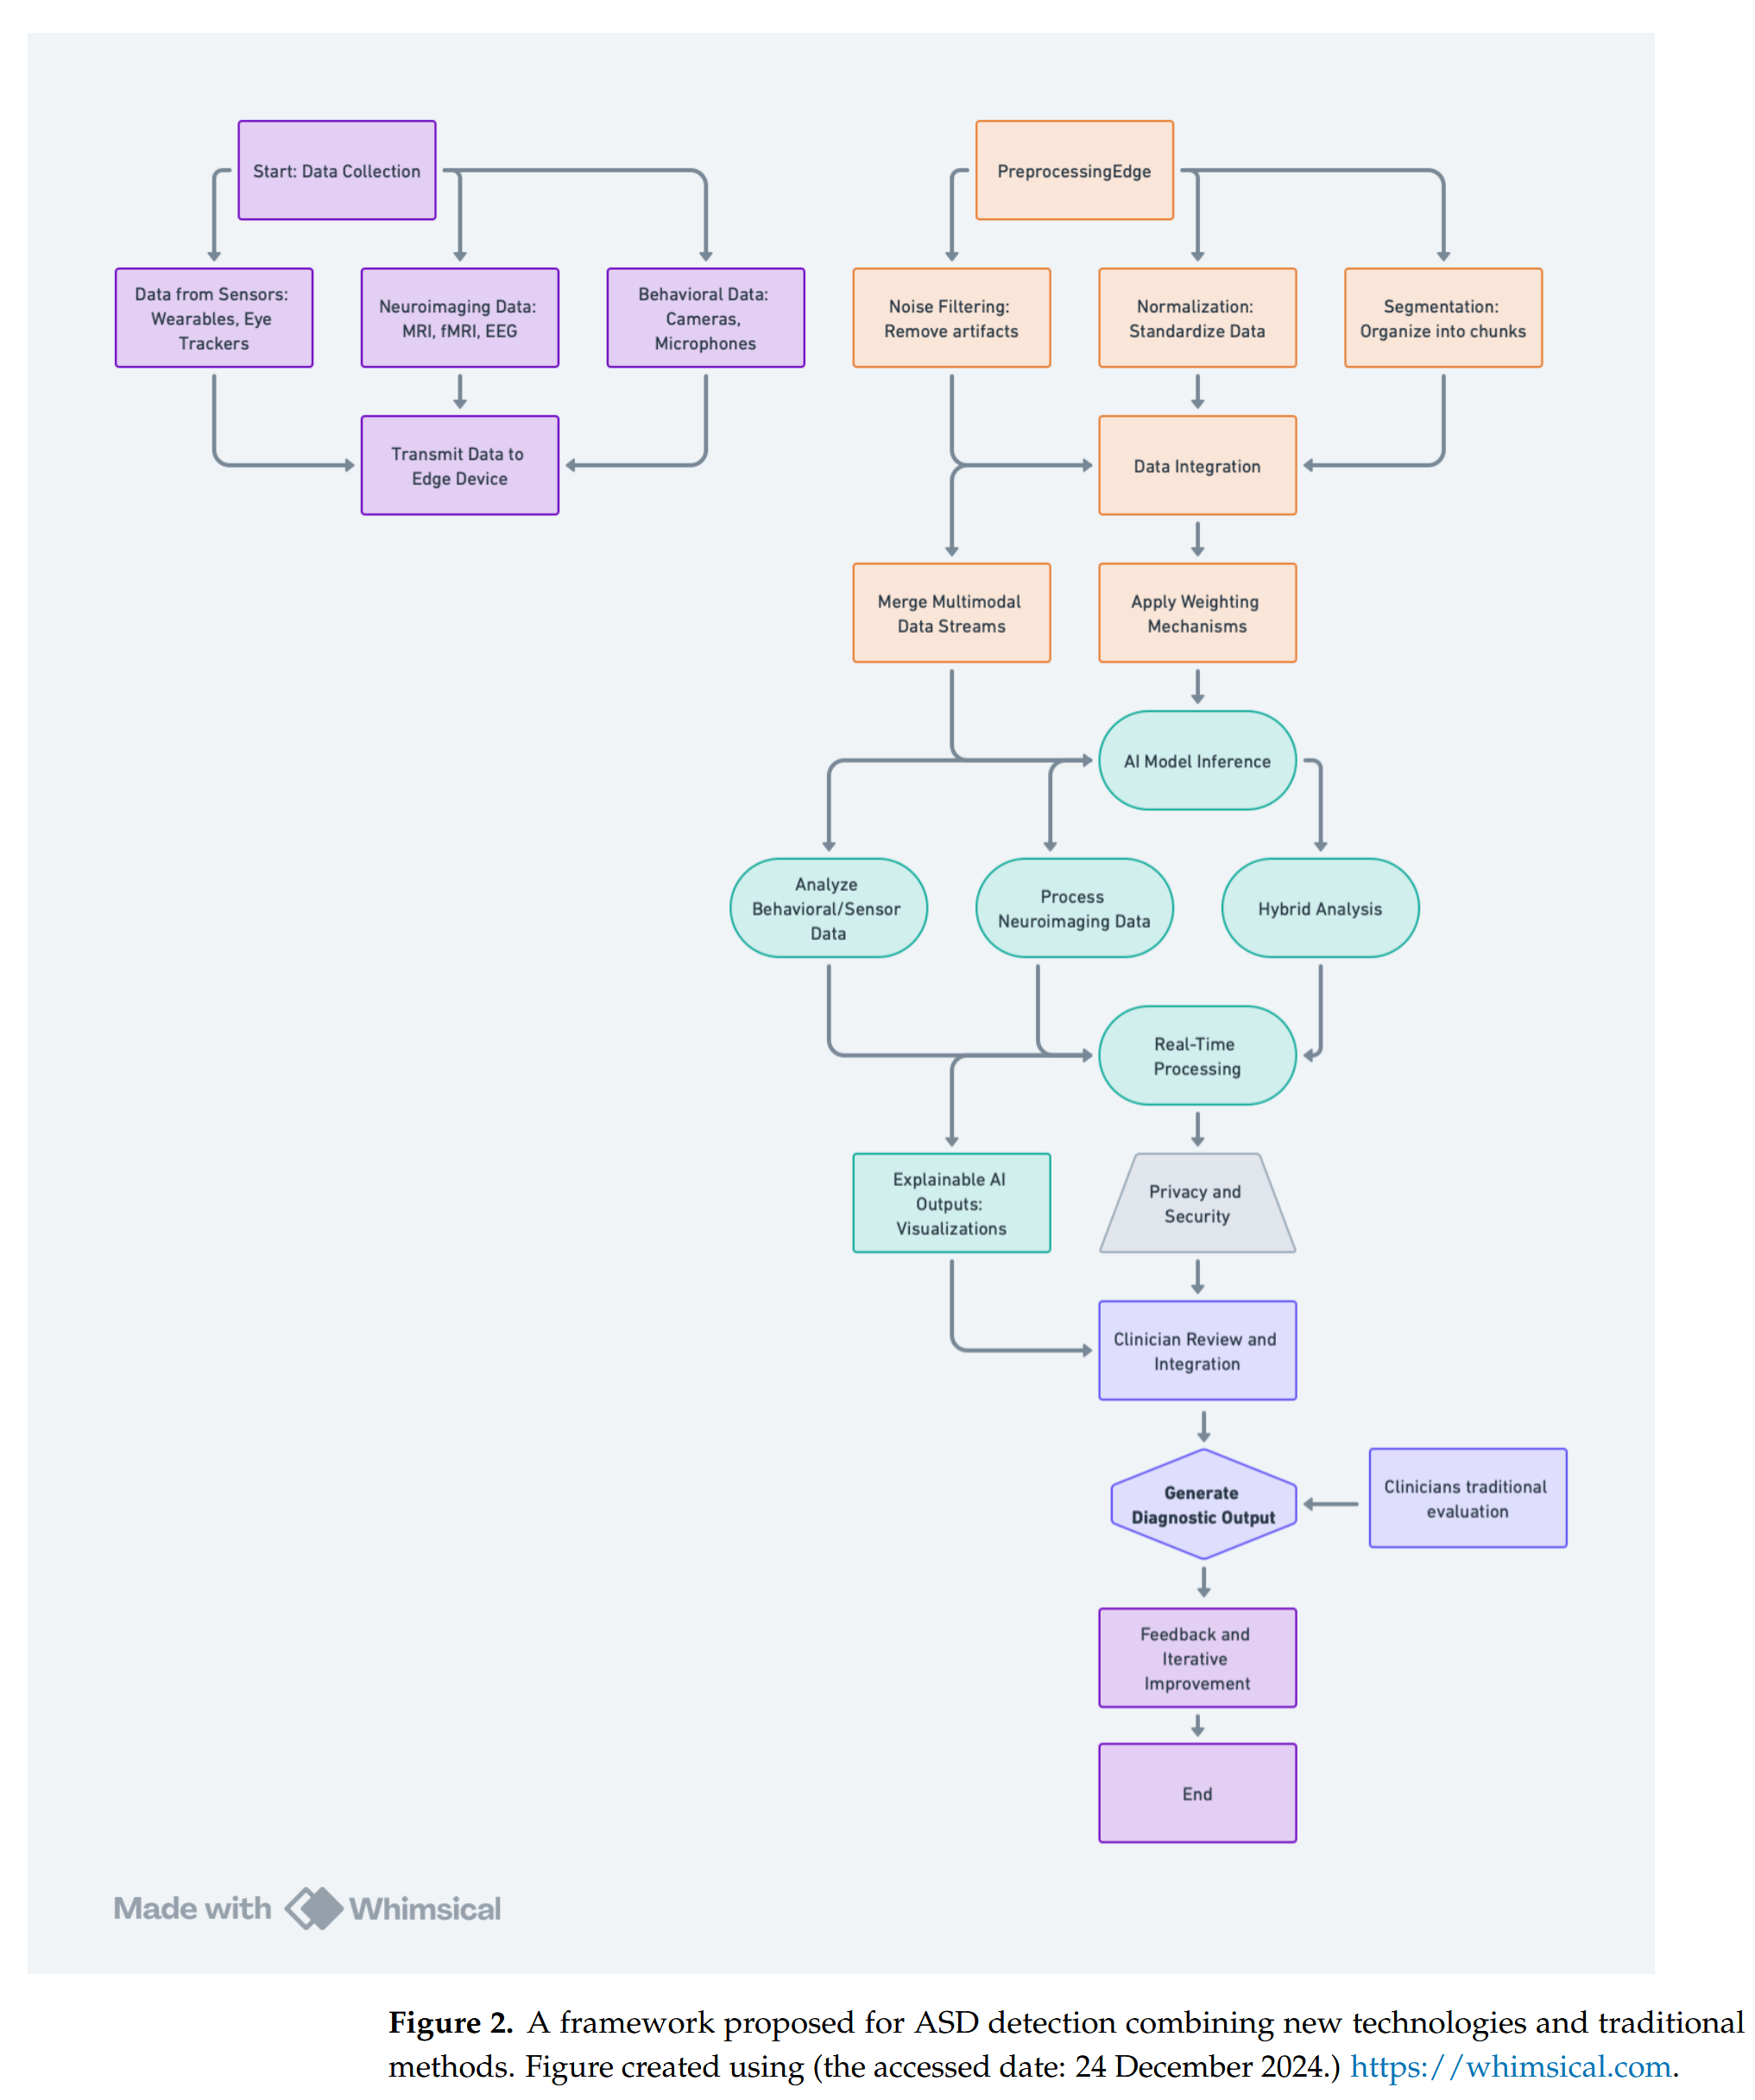 Start: Data Collection
PreprocessingEdge
Data from Sensors:
Wearables, Eye
Trackers
Neuroimaging Data:
MRI, fMRI, EEG
Behavioral Data:
Cameras,
Microphones
Noise Filtering:
Remove artifacts
Normalization:
Standardize Data
Segmentation:
Organize into chunks
Transmit Data to
Edge Device
Data Integration
Merge Multimodal
Data Streams
Apply Weighting
Mechanisms
AI Model Inference
Analyze
Behavioral/Sensor
Data
Process
Neuroimaging Data
Hybrid Analysis
Real-Time
Processing
Explainable AI
Outputs:
Visualizations
Privacy and
Security
Clinician Review and
Integration
Generate
Diagnostic Output
Clinicians traditional
evaluation
Feedback and
Iterative
Improvement
End
Made with Whimsical
Figure 2. A framework proposed for ASD detection combining new technologies and traditional
methods. Figure created using (the accessed date: 24 December 2024.) https://whimsical.com.